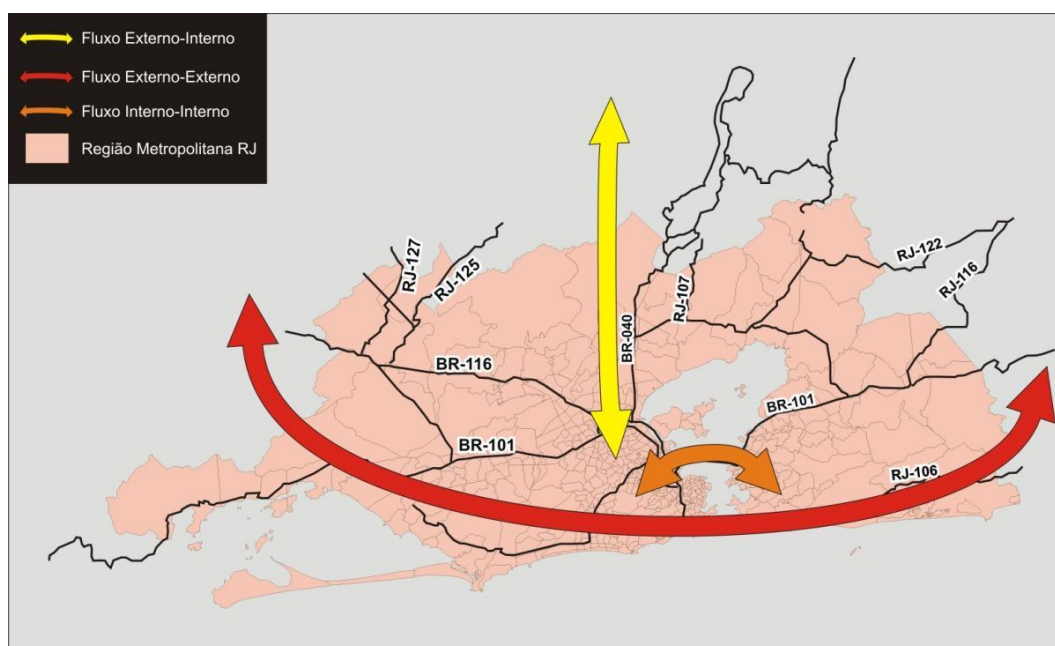 Fluxo Externo-Interno
Fluxo Externo-Externo
Fluxo Interno-Interno
Região Metropolitana RJ
RJ-127
RJ-125
RJ-122
RJ-116
RJ-107
BR-040
BR-116
BR-101
BR-101
RJ-106